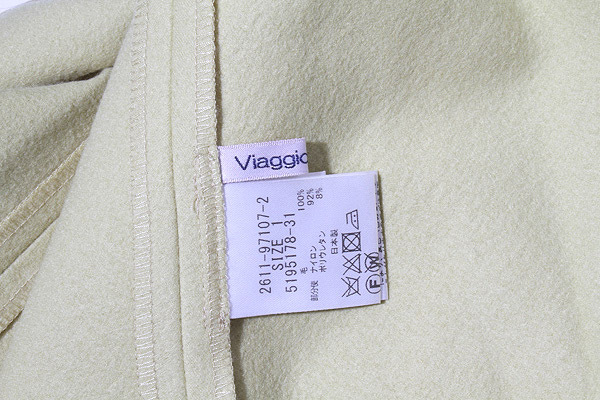 Viaggio
2611-97107-2
SIZE 1
5195178-31
毛 100%
部分使 ナイロン 92%
ポリウレタン 8%
日本製
F W